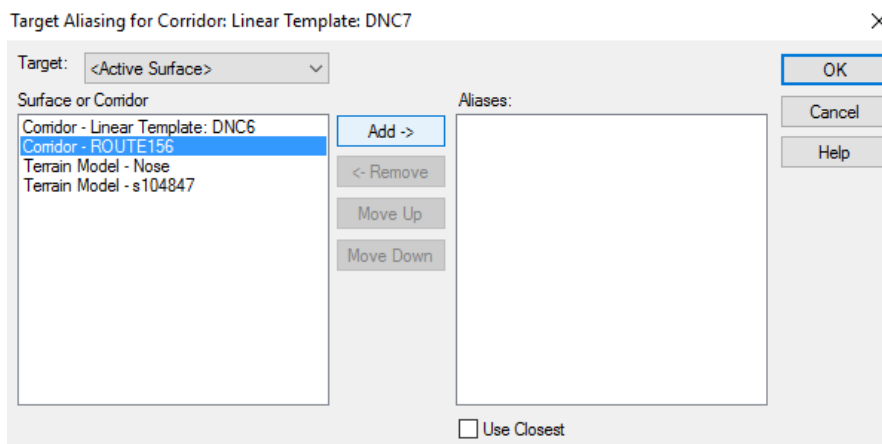 Target Aliasing for Corridor: Linear Template: DNC7
Target: <Active Surface>
OK
Surface or Corridor
Aliases:
Cancel
Corridor - Linear Template: DNC6
Add ->
Corridor - ROUTE156
Help
Terrain Model - Nose
<- Remove
Terrain Model - s104847
Move Up
Move Down
Use Closest